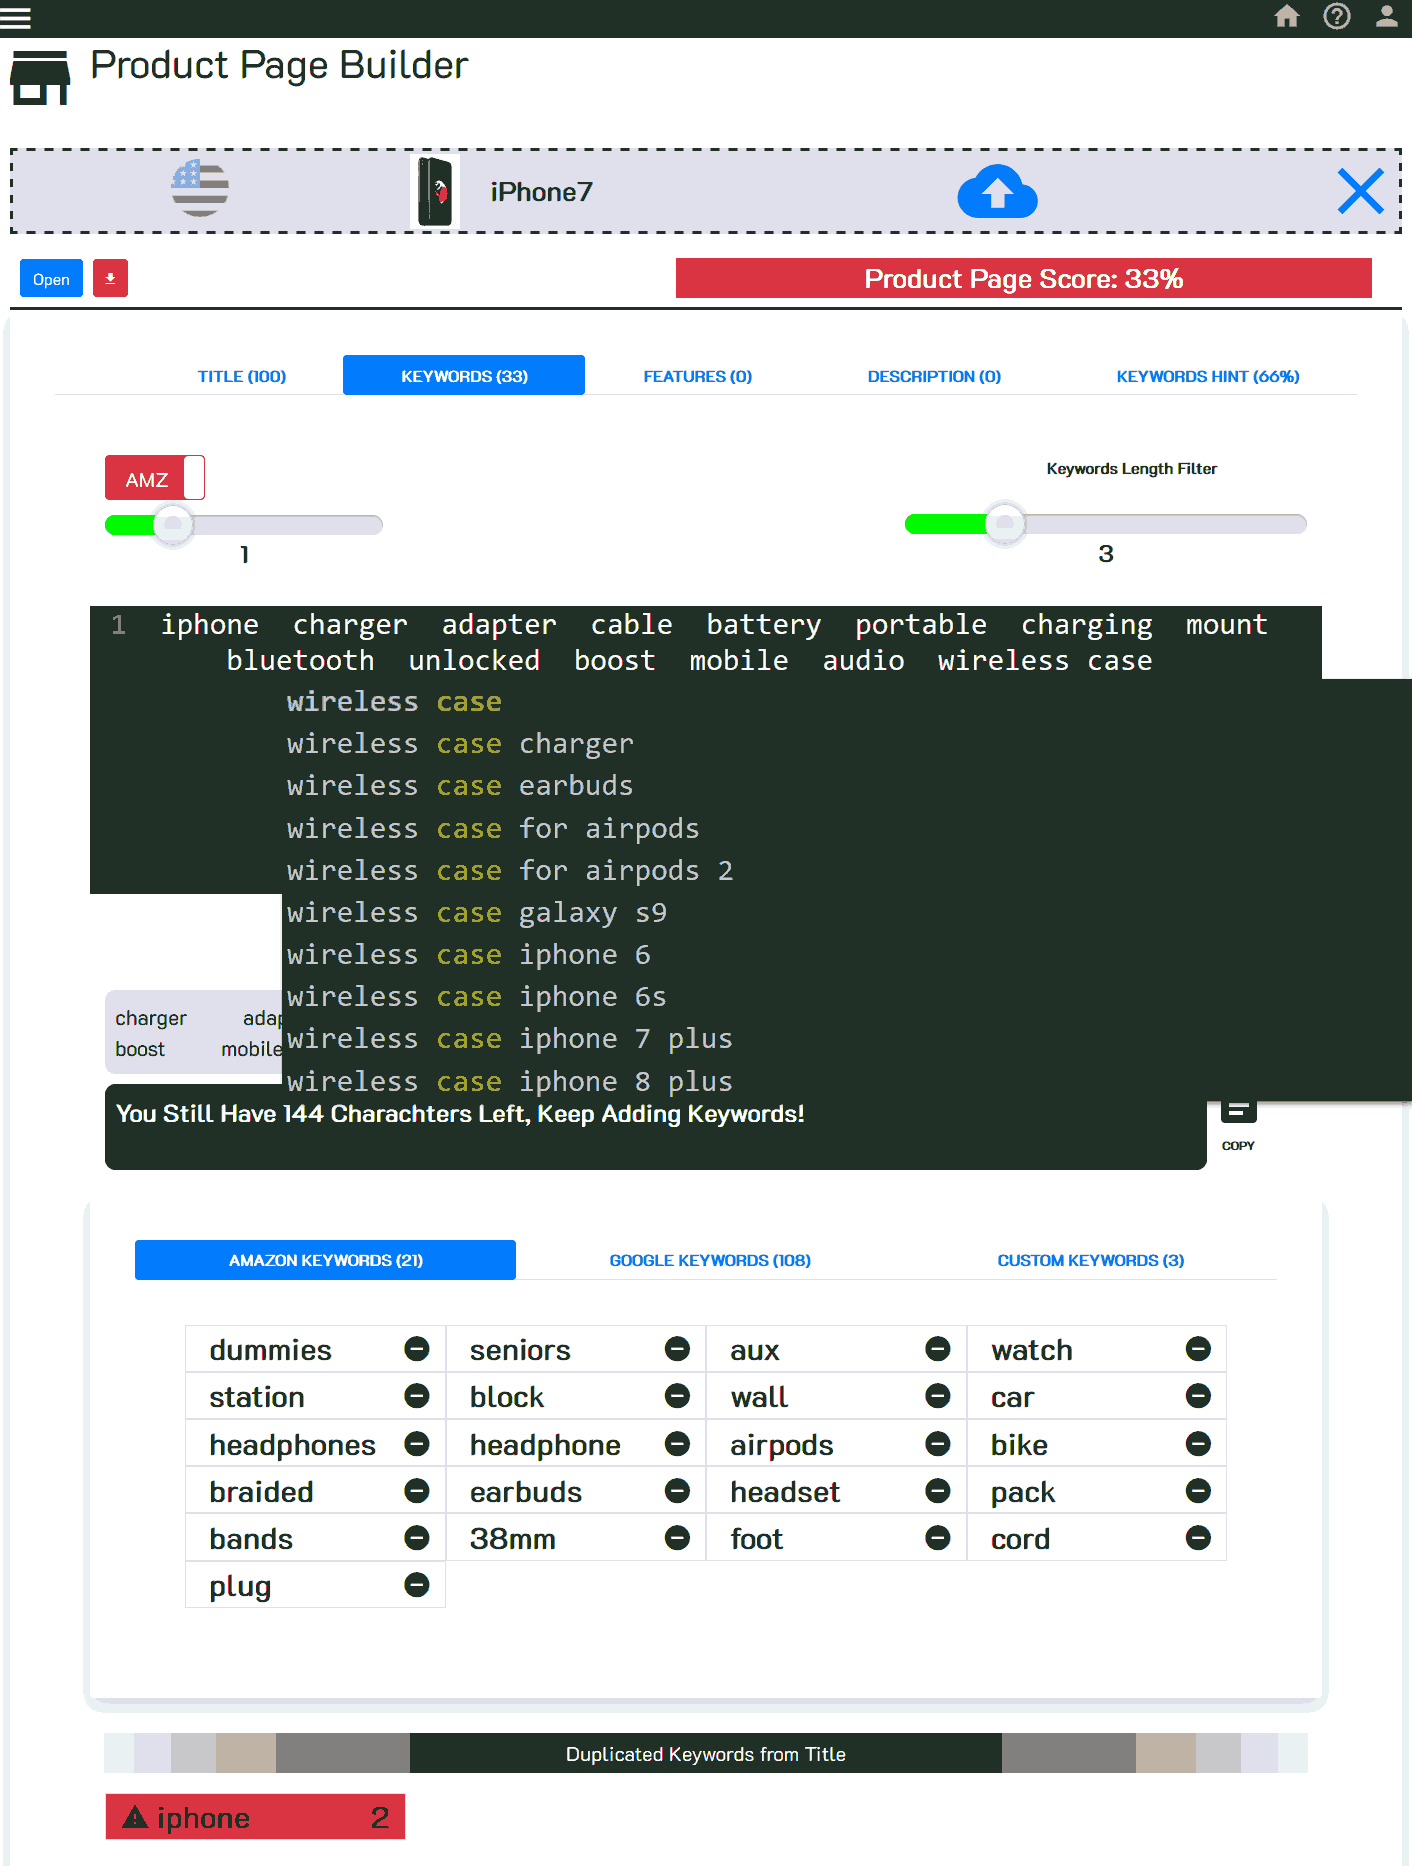 Product Page Builder
iPhone7
Open
Product Page Score: 33%
TITLE (100) KEYWORDS (33) FEATURES (0) DESCRIPTION (0) KEYWORDS HINT (66%)
AMZ
Keywords Length Filter
1
3
1 iphone charger adapter cable battery portable charging mount
bluetooth unlocked boost mobile audio wireless case
wireless case
wireless case charger
wireless case earbuds
wireless case for airpods
wireless case for airpods 2
wireless case galaxy s9
wireless case iphone 6
wireless case iphone 6s
wireless case iphone 7 plus
wireless case iphone 8 plus
charger adap
boost mobile
You Still Have 144 Charachters Left, Keep Adding Keywords!
COPY
AMAZON KEYWORDS (21) GOOGLE KEYWORDS (108) CUSTOM KEYWORDS (3)
dummies seniors aux watch
station block wall car
headphones headphone airpods bike
braided earbuds headset pack
bands 38mm foot cord
plug
Duplicated Keywords from Title
iphone 2